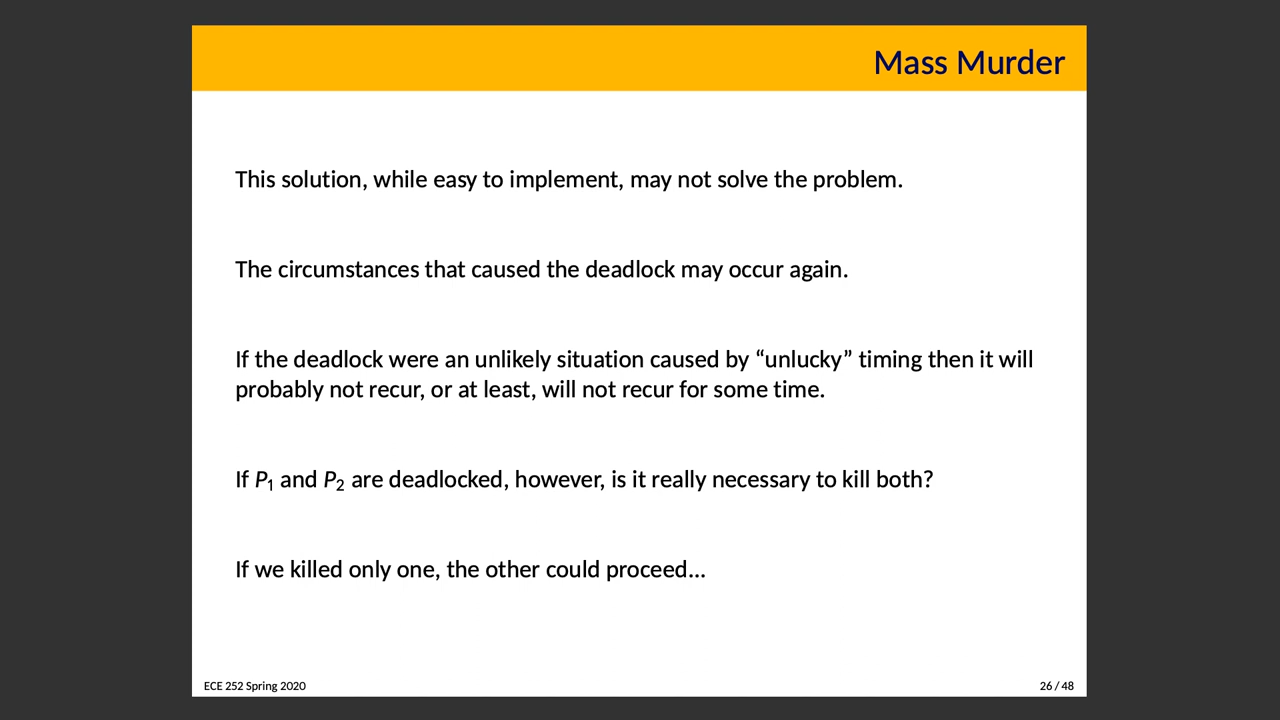 Mass Murder
This solution, while easy to implement, may not solve the problem.
The circumstances that caused the deadlock may occur again.
If the deadlock were an unlikely situation caused by “unlucky” timing then it will
probably not recur, or at least, will not recur for some time.
If P₁ and P₂ are deadlocked, however, is it really necessary to kill both?
If we killed only one, the other could proceed...
ECE 252 Spring 2020
26 / 48